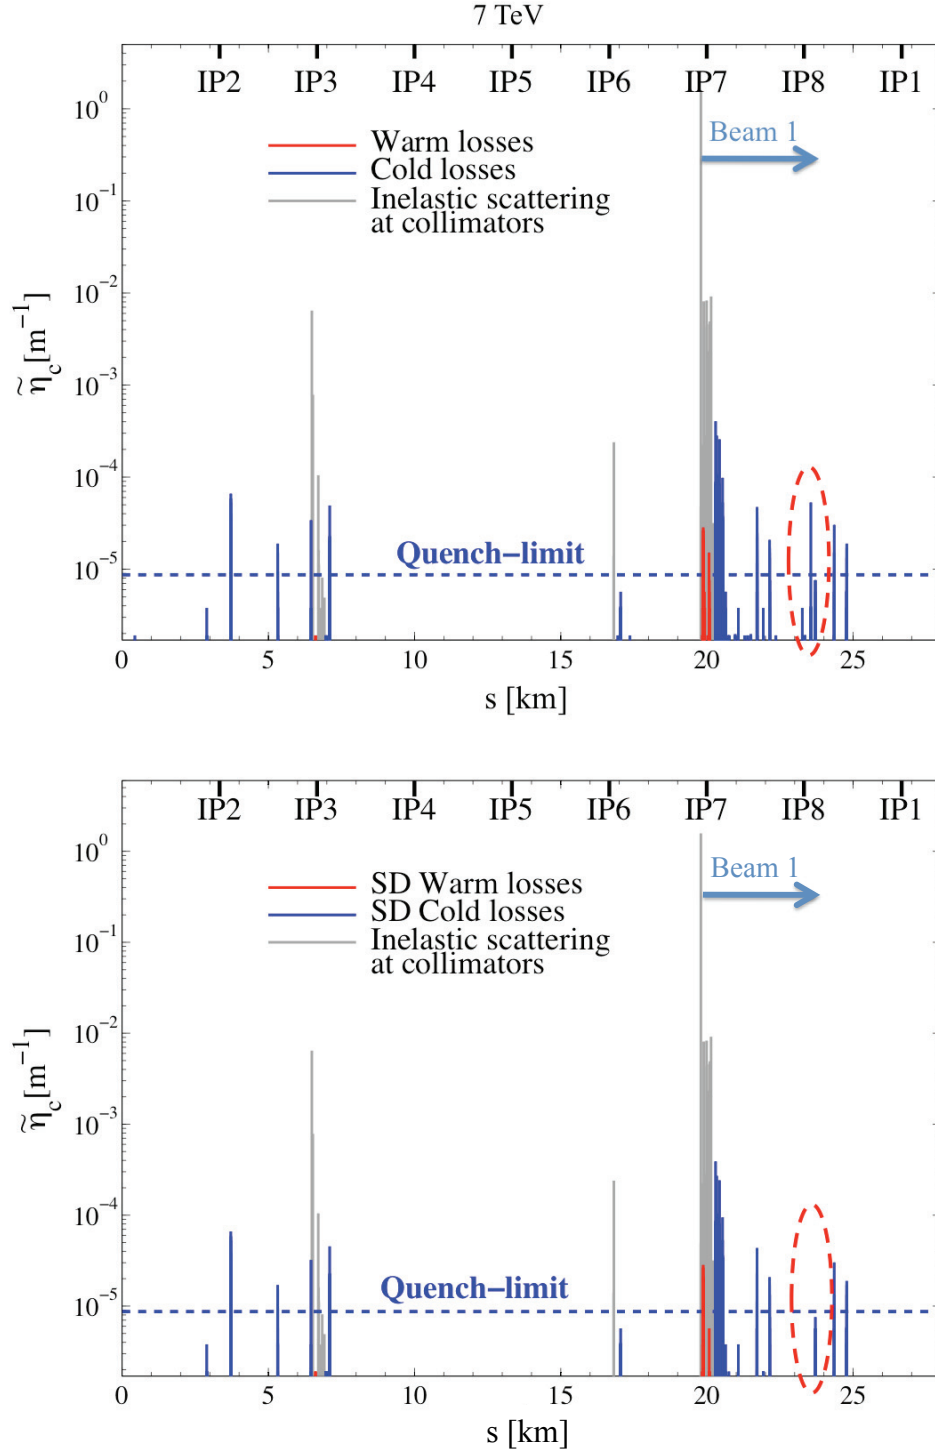 7 TeV
IP2 IP3 IP4 IP5 IP6 IP7 IP8 IP1
Beam 1
Warm losses
Cold losses
Inelastic scattering
at collimators
10⁰
10⁻¹
10⁻²
10⁻³
10⁻⁴
10⁻⁵
η̃c[m⁻¹]
Quench–limit
0 5 10 15 20 25
s [km]
IP2 IP3 IP4 IP5 IP6 IP7 IP8 IP1
Beam 1
SD Warm losses
SD Cold losses
Inelastic scattering
at collimators
10⁰
10⁻¹
10⁻²
10⁻³
10⁻⁴
10⁻⁵
η̃c[m⁻¹]
Quench–limit
0 5 10 15 20 25
s [km]